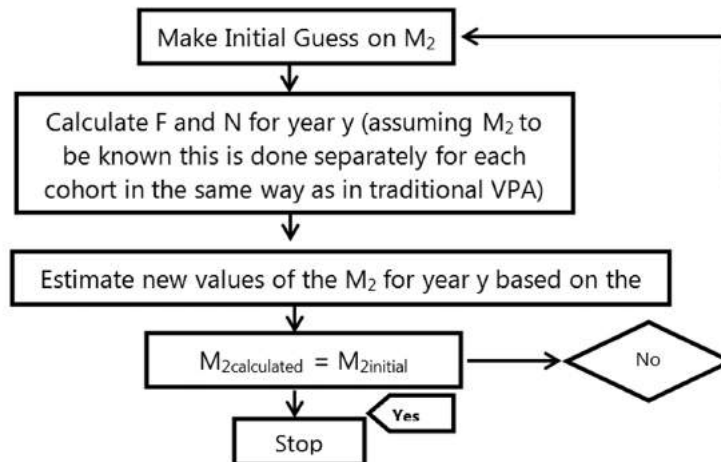 Make Initial Guess on M₂
Calculate F and N for year y (assuming M₂ to
be known this is done separately for each
cohort in the same way as in traditional VPA)
Estimate new values of the M₂ for year y based on the
M₂calculated = M₂initial
No
Yes
Stop